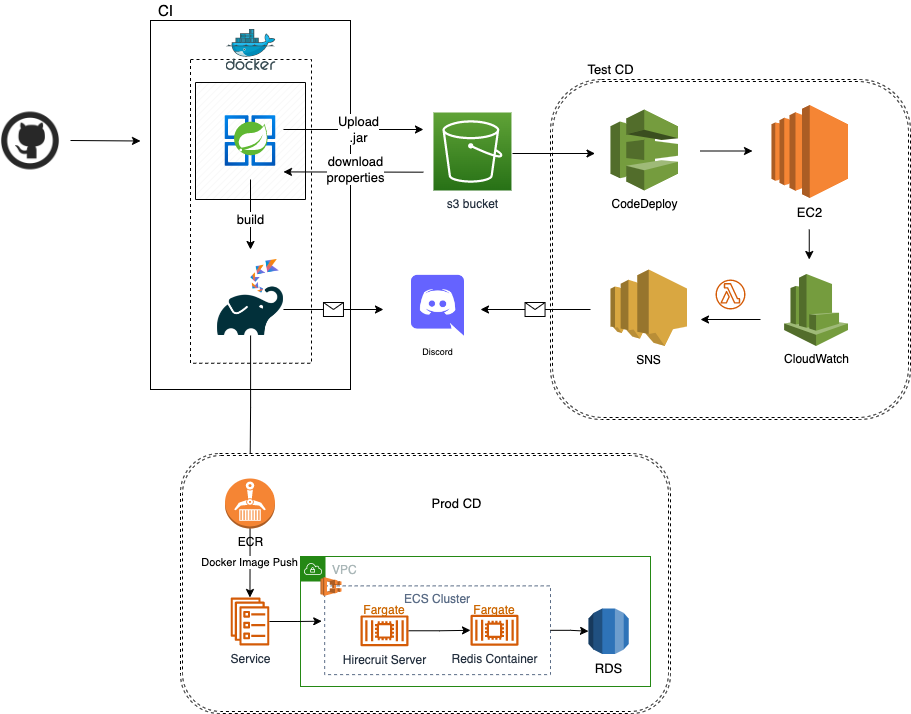 CI
docker
Test CD
Upload
.jar
download
properties
s3 bucket
CodeDeploy
EC2
build
Discord
SNS
CloudWatch
Prod CD
ECR
Docker Image Push
VPC
ECS Cluster
Fargate
Fargate
Hirecruit Server
Redis Container
Service
RDS